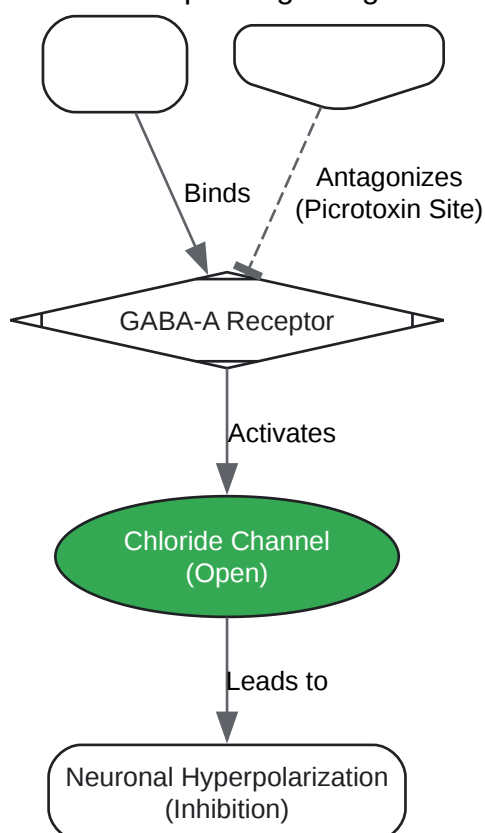 Binds
Antagonizes
(Picrotoxin Site)
GABA-A Receptor
Activates
Chloride Channel
(Open)
Leads to
Neuronal Hyperpolarization
(Inhibition)